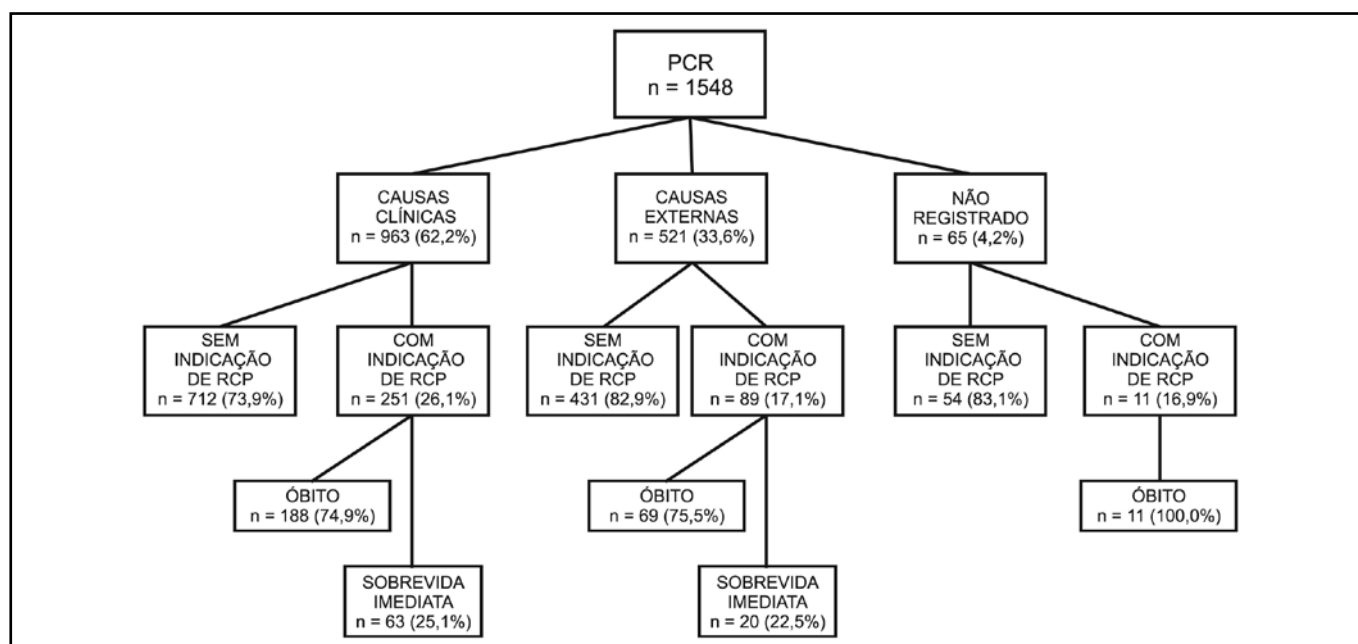 PCR
n = 1548
CAUSAS
CLÍNICAS
n = 963 (62,2%)
CAUSAS
EXTERNAS
n = 521 (33,6%)
NÃO
REGISTRADO
n = 65 (4,2%)
SEM
INDICAÇÃO
DE RCP
n = 712 (73,9%)
COM
INDICAÇÃO
DE RCP
n = 251 (26,1%)
SEM
INDICAÇÃO
DE RCP
n = 431 (82,9%)
COM
INDICAÇÃO
DE RCP
n = 89 (17,1%)
SEM
INDICAÇÃO
DE RCP
n = 54 (83,1%)
COM
INDICAÇÃO
DE RCP
n = 11 (16,9%)
ÓBITO
n = 188 (74,9%)
ÓBITO
n = 69 (75,5%)
ÓBITO
n = 11 (100,0%)
SOBREVIDA
IMEDIATA
n = 63 (25,1%)
SOBREVIDA
IMEDIATA
n = 20 (22,5%)